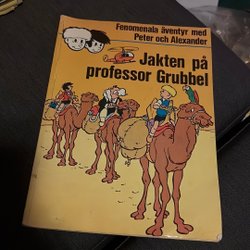 Fenomenala äventyr med
Peter och Alexander
Jakten på
professor Grubbel